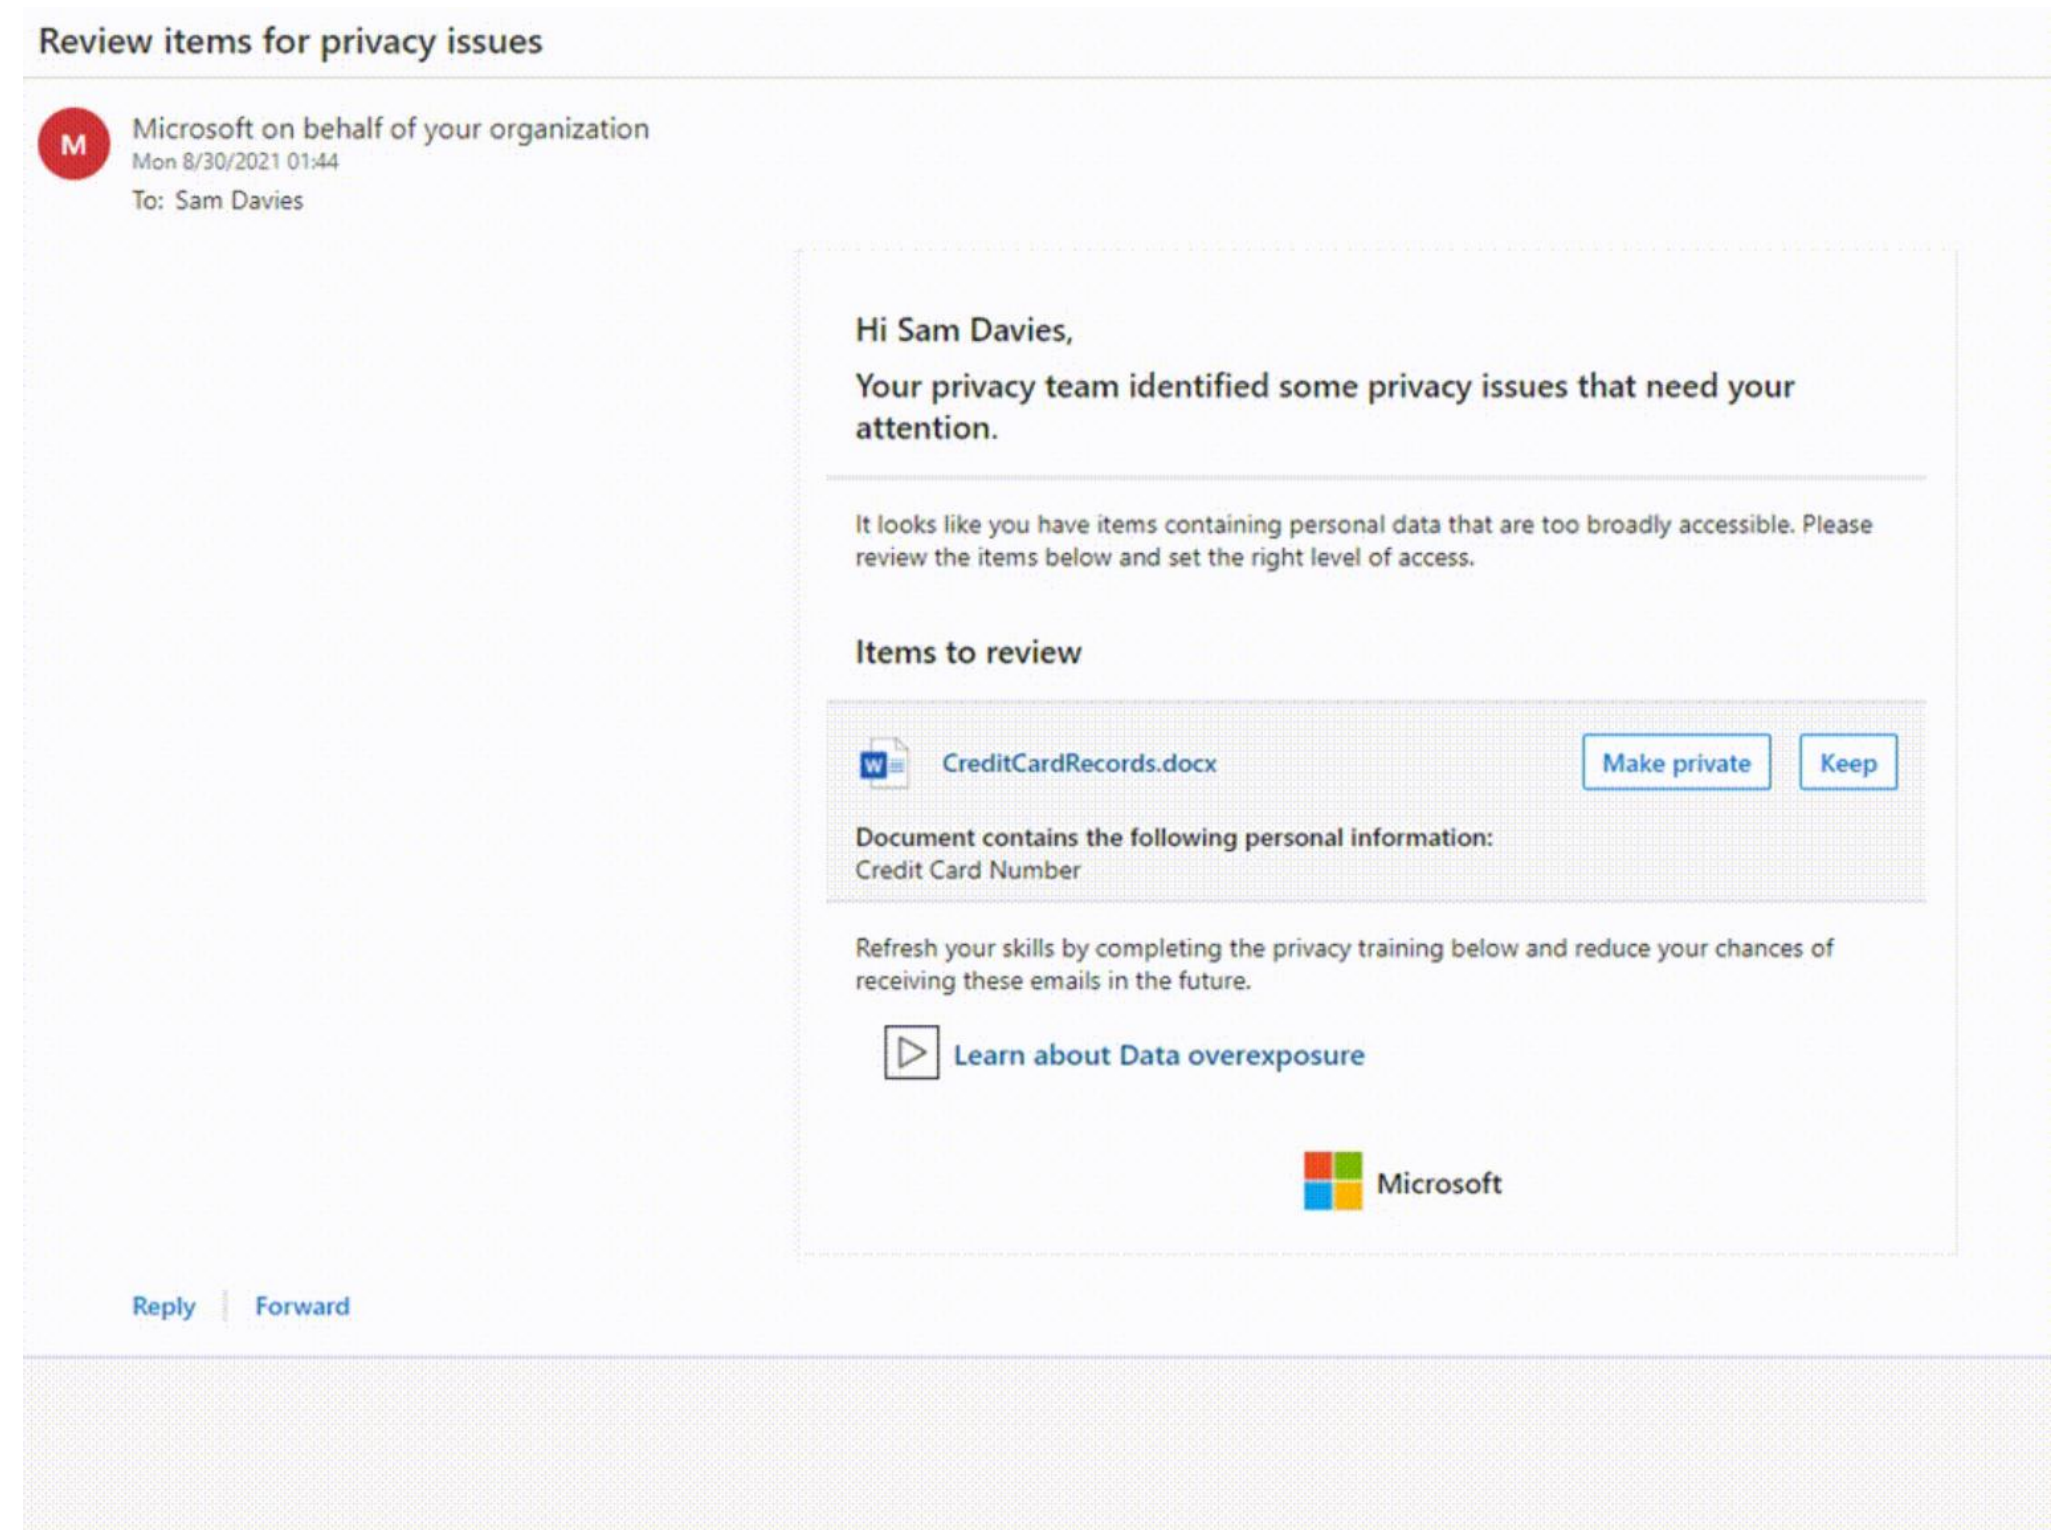 Review items for privacy issues
M
Microsoft on behalf of your organization
Mon 8/30/2021 01:44
To: Sam Davies
Hi Sam Davies,
Your privacy team identified some privacy issues that need your
attention.
It looks like you have items containing personal data that are too broadly accessible. Please
review the items below and set the right level of access.
Items to review
W
CreditCardRecords.docx
Make private
Keep
Document contains the following personal information:
Credit Card Number
Refresh your skills by completing the privacy training below and reduce your chances of
receiving these emails in the future.
Learn about Data overexposure
Microsoft
Reply
Forward